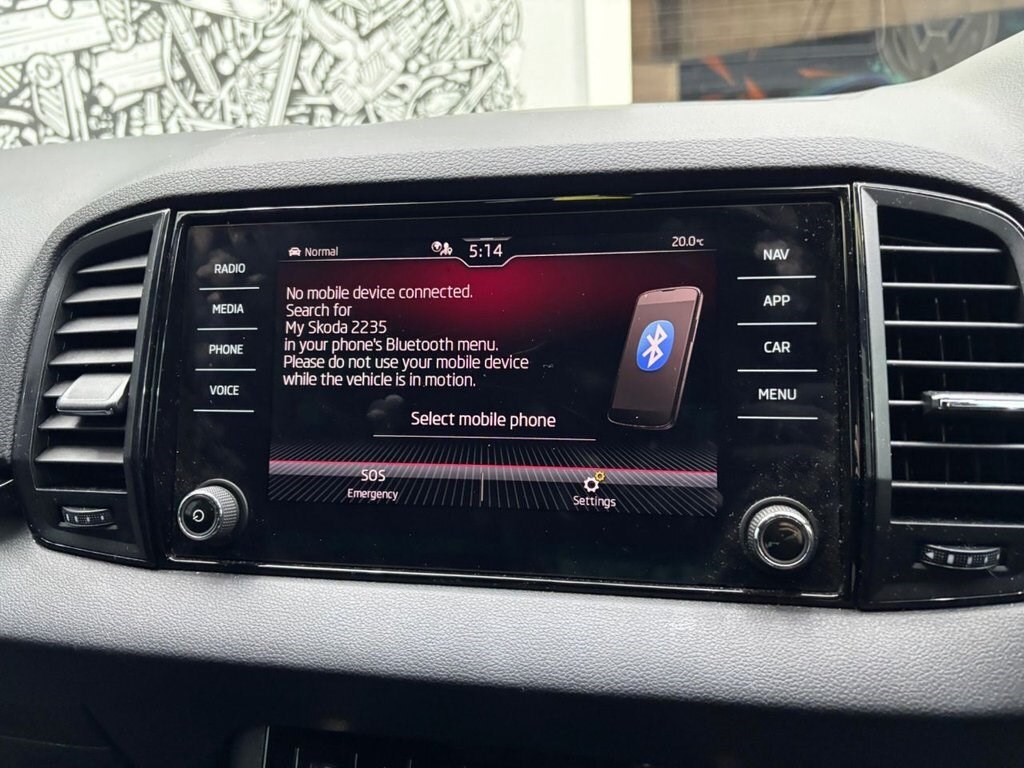 Normal
5:14
20.0°C
RADIO
MEDIA
PHONE
VOICE
No mobile device connected.
Search for
My Skoda 2235
in your phone's Bluetooth menu.
Please do not use your mobile device
while the vehicle is in motion.
Select mobile phone
SOS
Emergency
Settings
NAV
APP
CAR
MENU